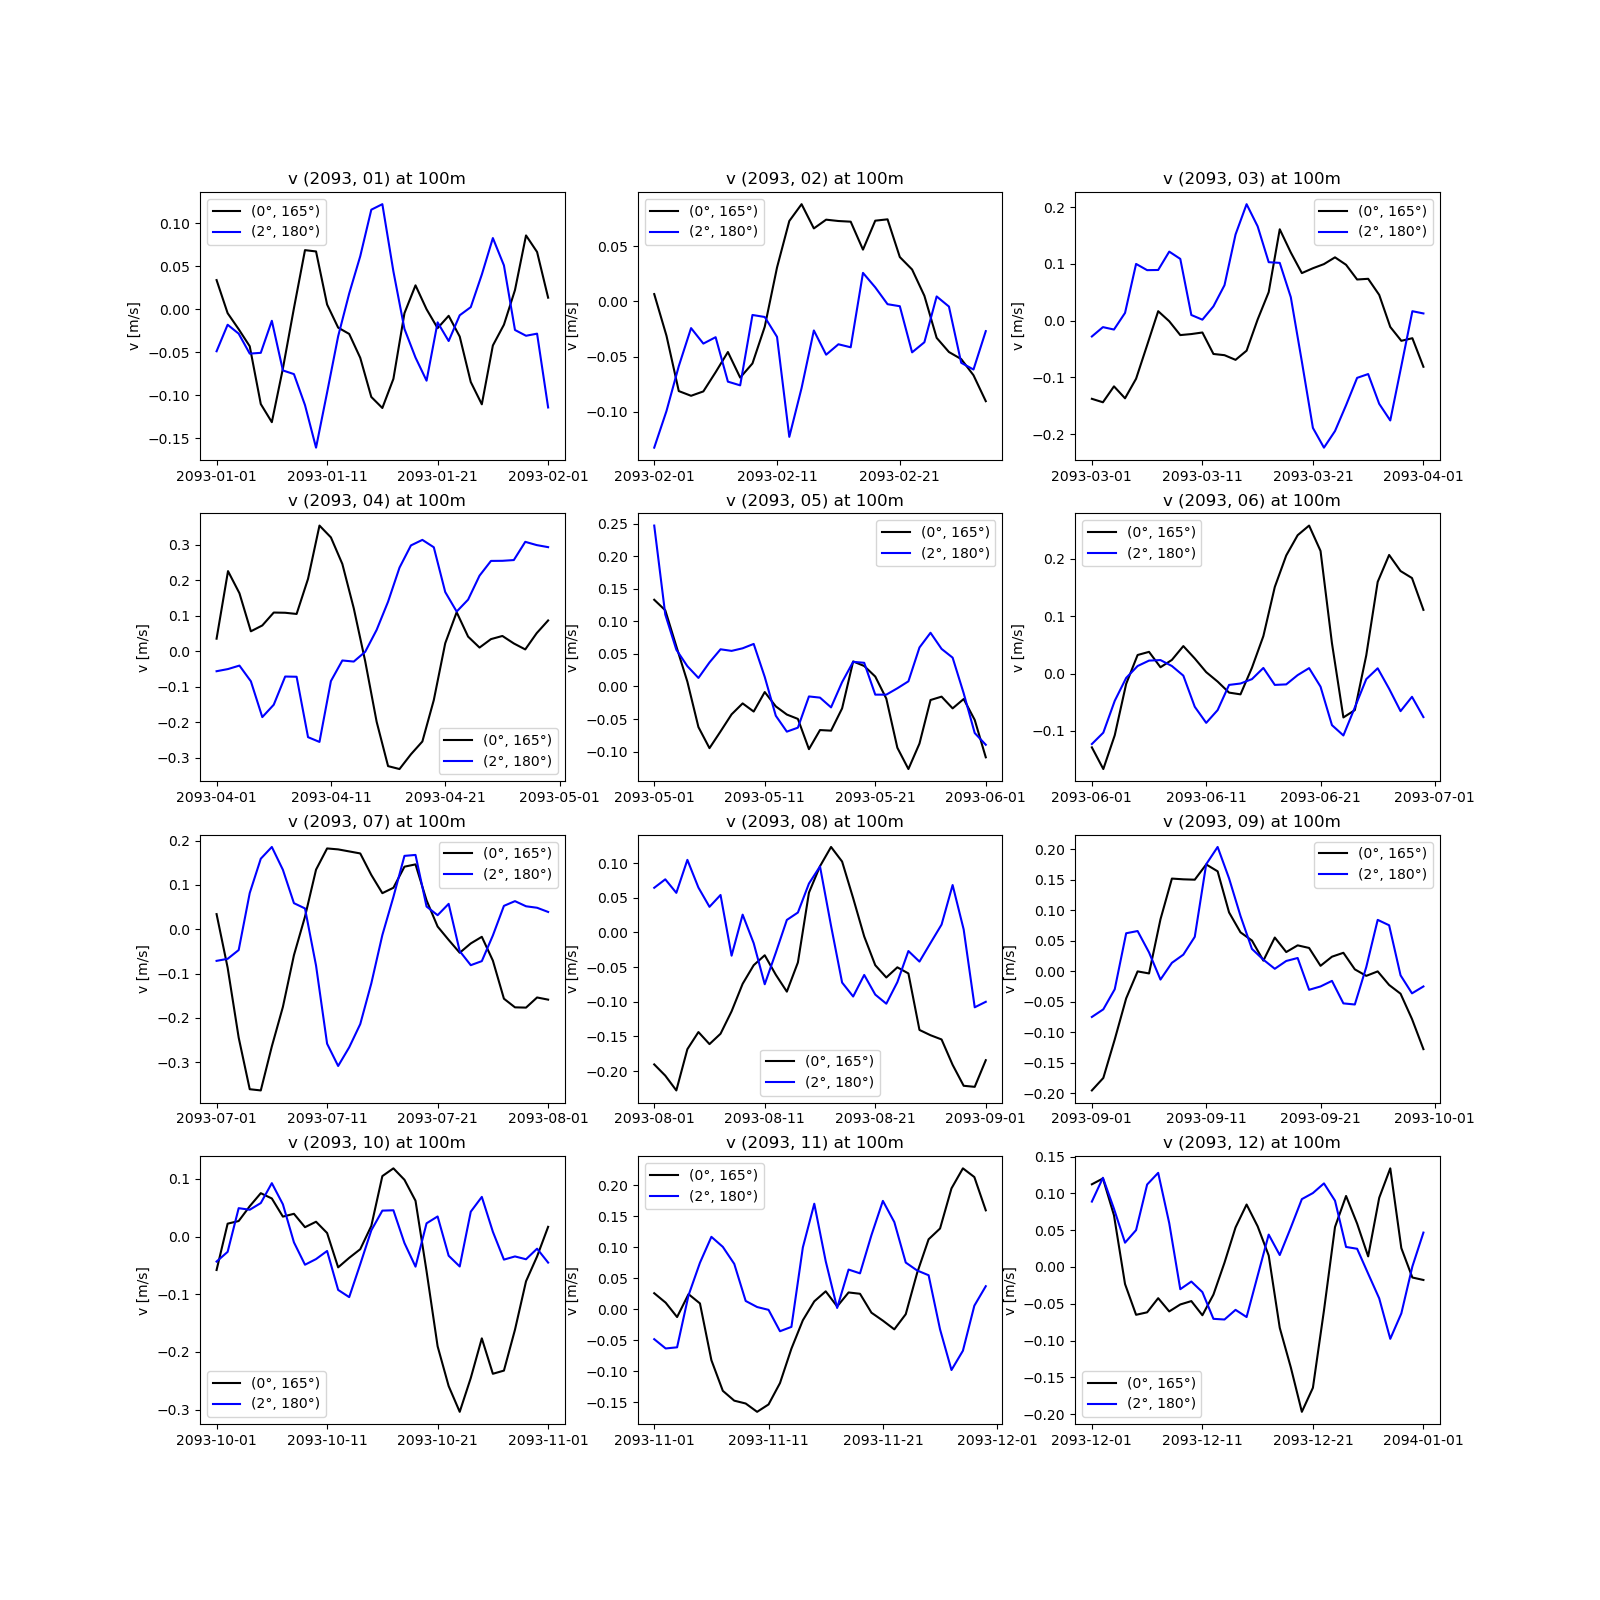 v (2093, 01) at 100m
v (2093, 02) at 100m
v (2093, 03) at 100m
(0°, 165°)
(2°, 180°)
(0°, 165°)
(2°, 180°)
(0°, 165°)
(2°, 180°)
v [m/s]
0.10
0.05
0.00
−0.05
−0.10
−0.15
v [m/s]
0.05
0.00
−0.05
−0.10
v [m/s]
0.2
0.1
0.0
−0.1
−0.2
2093-01-01 2093-01-11 2093-01-21 2093-02-01
2093-02-01 2093-02-11 2093-02-21
2093-03-01 2093-03-11 2093-03-21 2093-04-01
v (2093, 04) at 100m
v (2093, 05) at 100m
v (2093, 06) at 100m
(0°, 165°)
(2°, 180°)
(0°, 165°)
(2°, 180°)
(0°, 165°)
(2°, 180°)
v [m/s]
0.3
0.2
0.1
0.0
−0.1
−0.2
−0.3
v [m/s]
0.25
0.20
0.15
0.10
0.05
0.00
−0.05
−0.10
v [m/s]
0.2
0.1
0.0
−0.1
2093-04-01 2093-04-11 2093-04-21 2093-05-01
2093-05-01 2093-05-11 2093-05-21 2093-06-01
2093-06-01 2093-06-11 2093-06-21 2093-07-01
v (2093, 07) at 100m
v (2093, 08) at 100m
v (2093, 09) at 100m
(0°, 165°)
(2°, 180°)
(0°, 165°)
(2°, 180°)
(0°, 165°)
(2°, 180°)
v [m/s]
0.2
0.1
0.0
−0.1
−0.2
−0.3
v [m/s]
0.10
0.05
0.00
−0.05
−0.10
−0.15
−0.20
v [m/s]
0.20
0.15
0.10
0.05
0.00
−0.05
−0.10
−0.15
−0.20
2093-07-01 2093-07-11 2093-07-21 2093-08-01
2093-08-01 2093-08-11 2093-08-21 2093-09-01
2093-09-01 2093-09-11 2093-09-21 2093-10-01
v (2093, 10) at 100m
v (2093, 11) at 100m
v (2093, 12) at 100m
(0°, 165°)
(2°, 180°)
(0°, 165°)
(2°, 180°)
(0°, 165°)
(2°, 180°)
v [m/s]
0.1
0.0
−0.1
−0.2
−0.3
v [m/s]
0.20
0.15
0.10
0.05
0.00
−0.05
−0.10
−0.15
v [m/s]
0.15
0.10
0.05
0.00
−0.05
−0.10
−0.15
−0.20
2093-10-01 2093-10-11 2093-10-21 2093-11-01
2093-11-01 2093-11-11 2093-11-21 2093-12-01
2093-12-01 2093-12-11 2093-12-21 2094-01-01